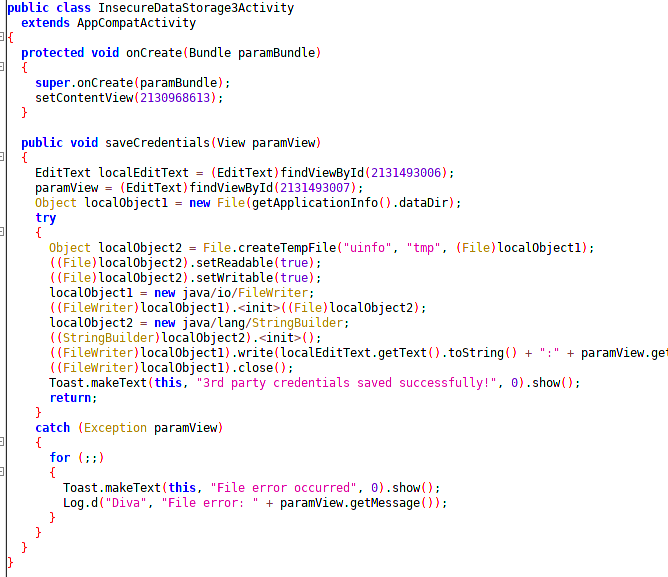 public class InsecureDataStorage3Activity
extends AppCompatActivity
{
protected void onCreate(Bundle paramBundle)
{
super.onCreate(paramBundle);
setContentView(2130968613);
}
public void saveCredentials(View paramView)
{
EditText localEditText = (EditText)findViewById(2131493006);
paramView = (EditText)findViewById(2131493007);
Object localObject1 = new File(getApplicationInfo().dataDir);
try
{
Object localObject2 = File.createTempFile("uinfo", "tmp", (File)localObject1);
((File)localObject2).setReadable(true);
((File)localObject2).setWritable(true);
localObject1 = new java/io/FileWriter;
((FileWriter)localObject1).<init>((File)localObject2);
localObject2 = new java/lang/StringBuilder;
((StringBuilder)localObject2).<init>();
((FileWriter)localObject1).write(localEditText.getText().toString() + ":" + paramView.get
((FileWriter)localObject1).close();
Toast.makeText(this, "3rd party credentials saved successfully!", 0).show();
return;
}
catch (Exception paramView)
{
for (;;)
{
Toast.makeText(this, "File error occurred", 0).show();
Log.d("Diva", "File error: " + paramView.getMessage());
}
}
}
}